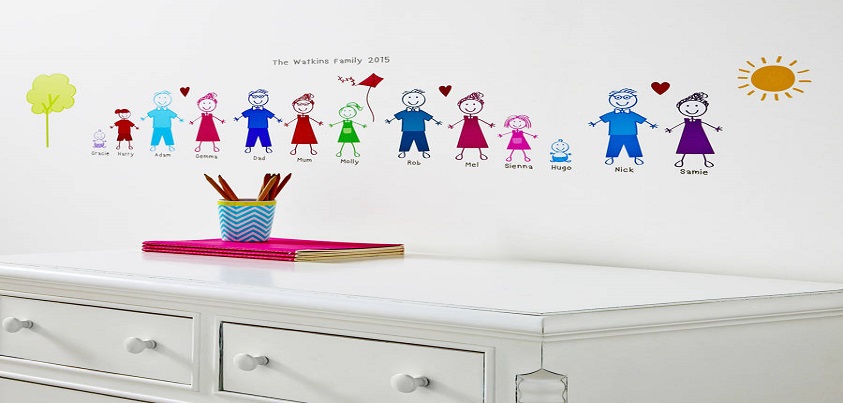 The Watkins Family 2015
Gracie Harry Adam Gemma Dad Mum Molly Rob Mel Sienna Hugo Nick Samie